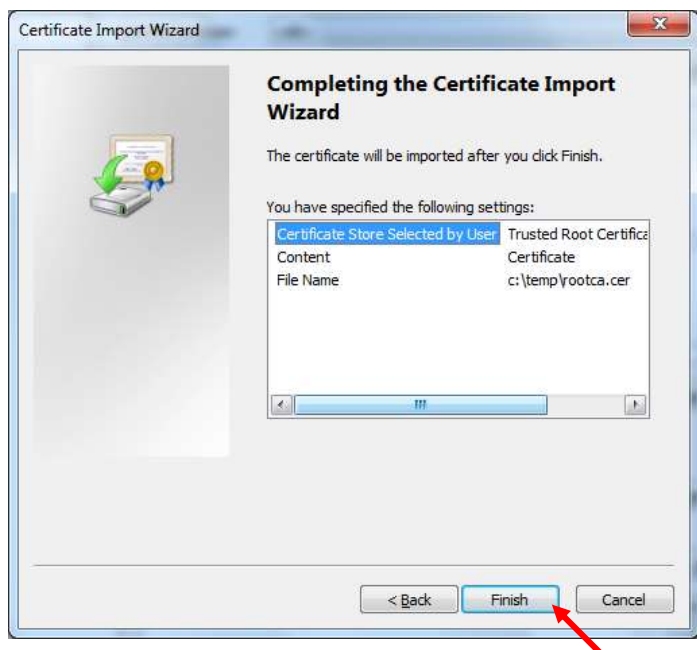 Certificate Import Wizard
Completing the Certificate Import
Wizard
The certificate will be imported after you click Finish.
You have specified the following settings:
Certificate Store Selected by User Trusted Root Certifica
Content Certificate
File Name c:\temp\rootca.cer
< Back Finish Cancel